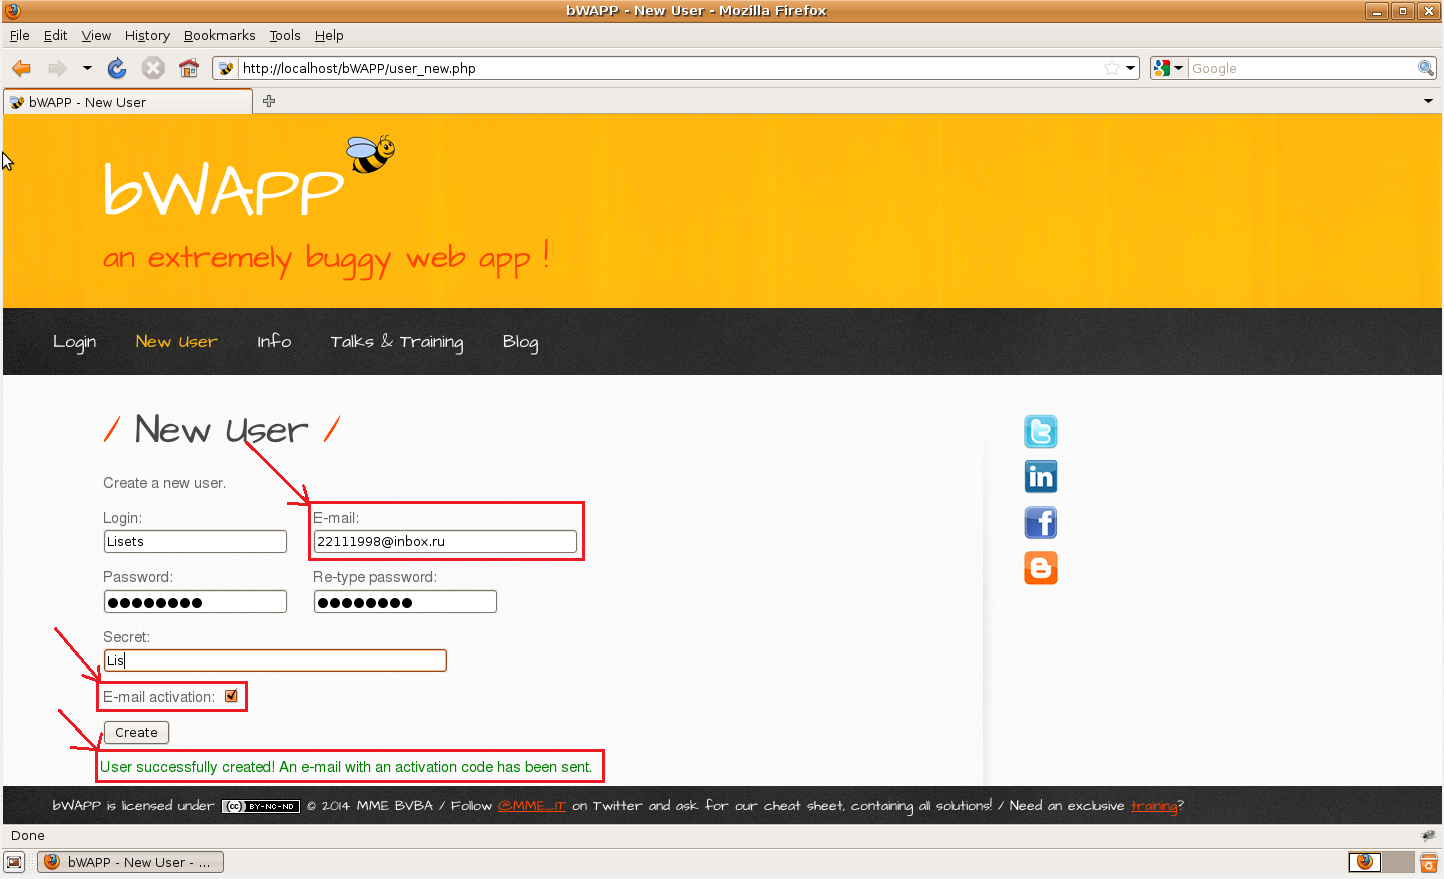 bWAPP - New User - Mozilla Firefox
File Edit View History Bookmarks Tools Help
http://localhost/bWAPP/user_new.php
Google
bWAPP - New User
bWAPP
an extremely buggy web app !
Login New User Info Talks & Training Blog
/ New User /
Create a new user.
Login: E-mail:
Lisets 22111998@inbox.ru
Password: Re-type password:
Secret:
Lis
E-mail activation:
Create
User successfully created! An e-mail with an activation code has been sent.
bWAPP is licensed under (cc) BY-NC-ND © 2014 MME BVBA / Follow @MME_IT on Twitter and ask for our cheat sheet, containing all solutions! / Need an exclusive training?
Done
bWAPP - New User - ...